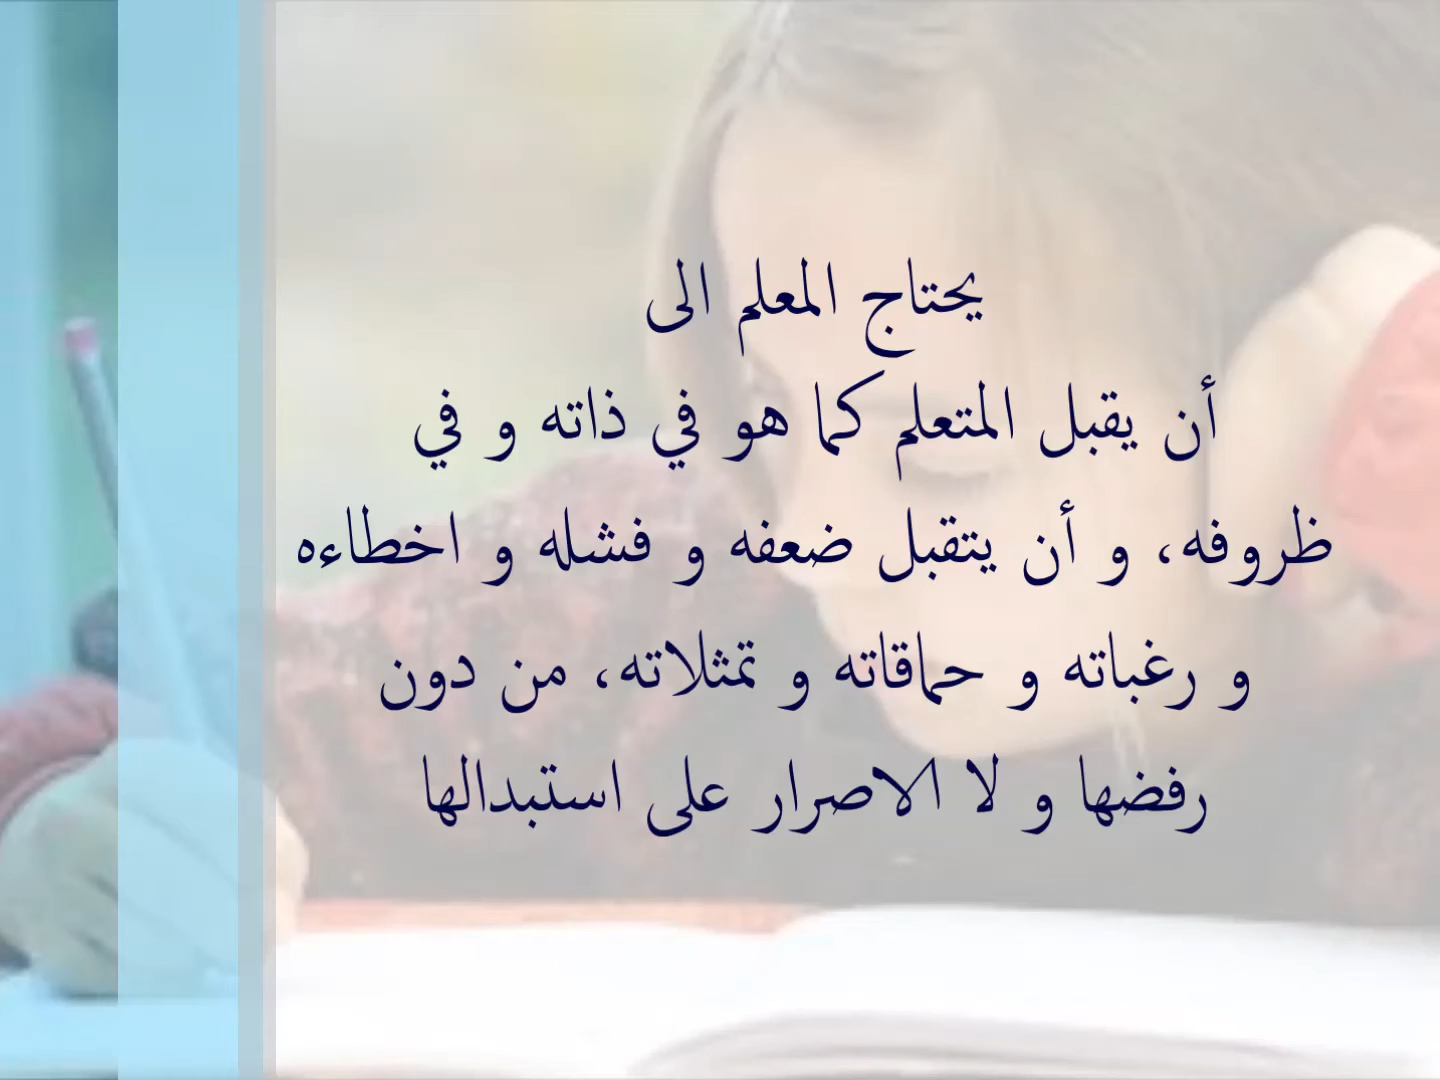 يحتاج المعلم الى
أن يقبل المتعلم كما هو في ذاته و في
ظروفه، و أن يتقبل ضعفه و فشله و اخطاءه
و رغباته و حماقاته و تمثلاته، من دون
رفضها و لا الاصرار على استبدالها